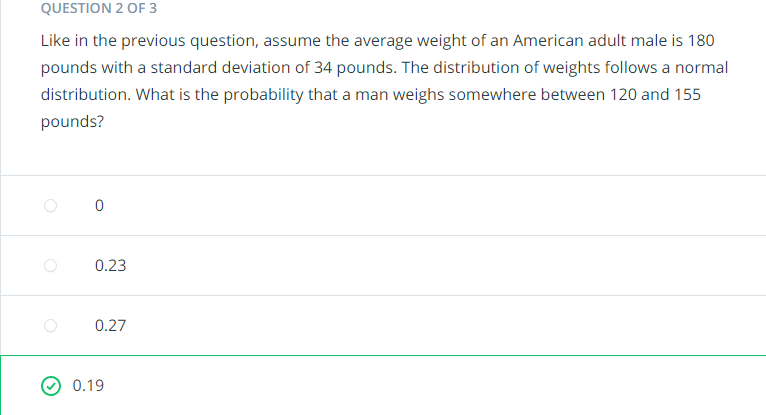 QUESTION 2 OF 3
Like in the previous question, assume the average weight of an American adult male is 180
pounds with a standard deviation of 34 pounds. The distribution of weights follows a normal
distribution. What is the probability that a man weighs somewhere between 120 and 155
pounds?
0
0.23
0.27
0.19